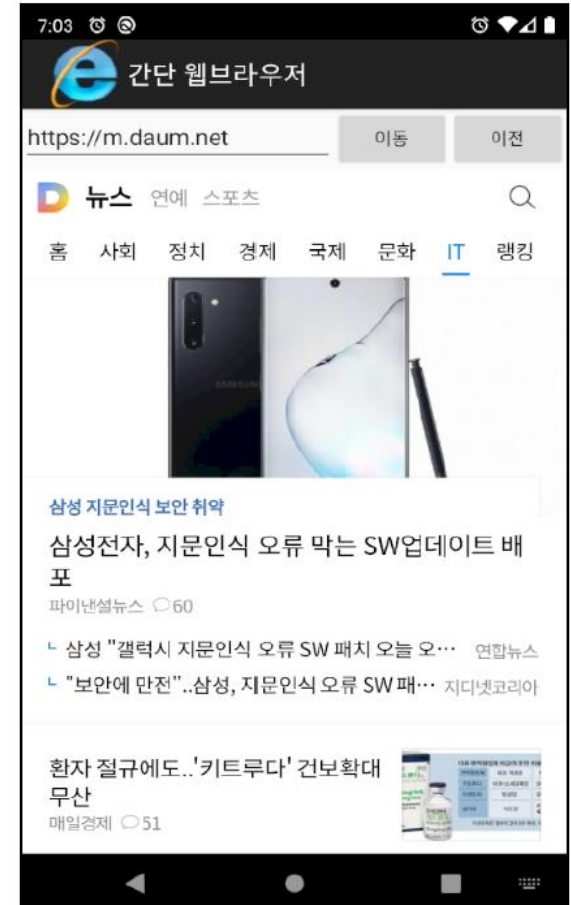 7:03
간단 웹브라우저
https://m.daum.net 이동 이전
뉴스 연예 스포츠
홈 사회 정치 경제 국제 문화 IT 랭킹
SAMSUNG
삼성 지문인식 보안 취약
삼성전자, 지문인식 오류 막는 SW업데이트 배
포
파이낸셜뉴스 60
삼성 "갤럭시 지문인식 오류 SW 패치 오늘 오… 연합뉴스
"보안에 만전"..삼성, 지문인식 오류 SW 패… 지디넷코리아
환자 절규에도..'키트루다' 건보확대
무산
매일경제 51